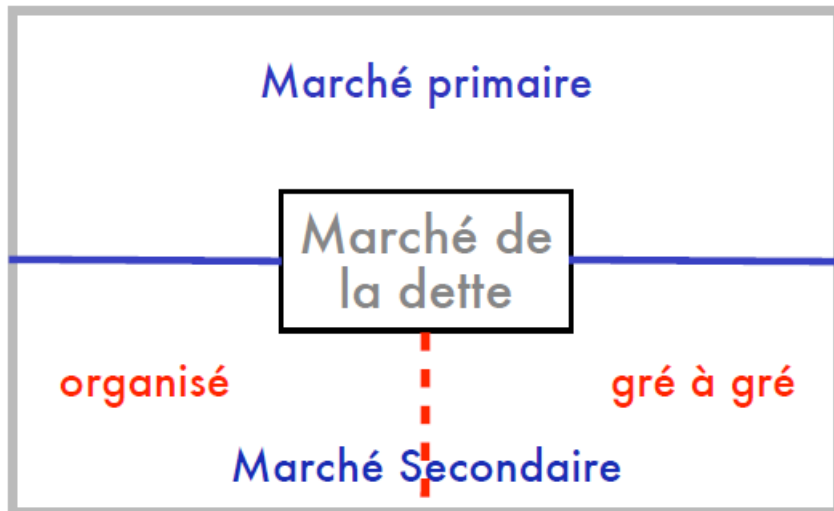 Marché primaire
Marché de
la dette
organisé
gré à gré
Marché Secondaire